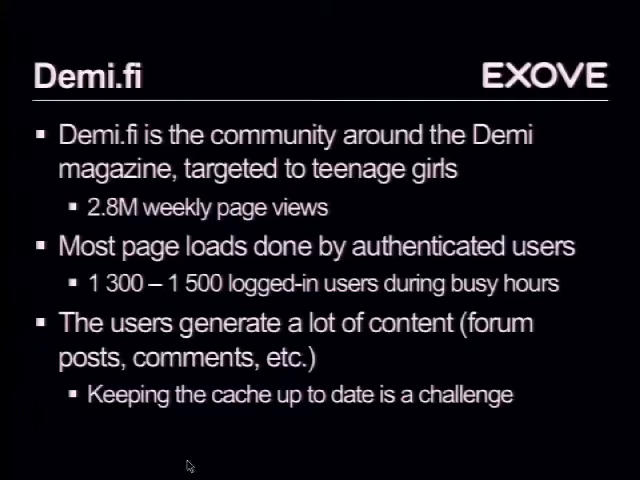 Demi.fi
EXOVE
▪ Demi.fi is the community around the Demi
magazine, targeted to teenage girls
▪ 2.8M weekly page views
▪ Most page loads done by authenticated users
▪ 1 300 – 1 500 logged-in users during busy hours
▪ The users generate a lot of content (forum
posts, comments, etc.)
▪ Keeping the cache up to date is a challenge